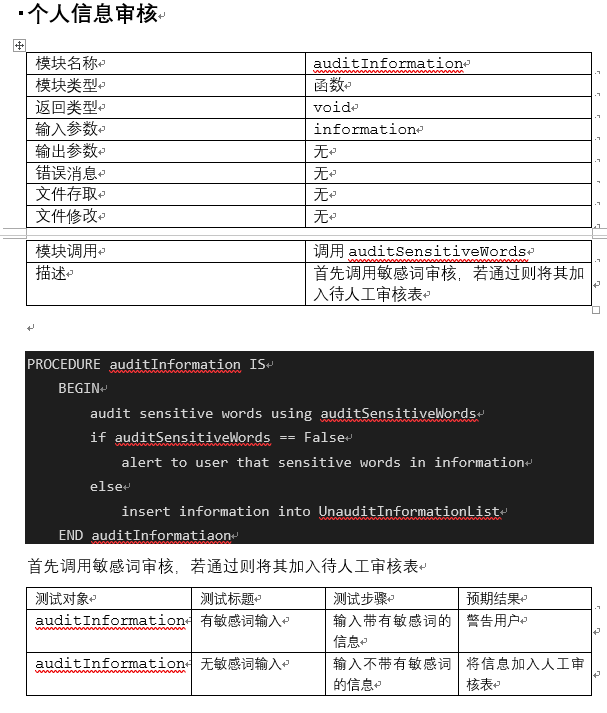 个人信息审核
模块名称 auditInformation
模块类型 函数
返回类型 void
输入参数 information
输出参数 无
错误消息 无
文件存取 无
文件修改 无
模块调用 调用 auditSensitiveWords
描述 首先调用敏感词审核，若通过则将其加
入待人工审核表
PROCEDURE auditInformation IS
BEGIN
audit sensitive words using auditSensitiveWords
if auditSensitiveWords == False
alert to user that sensitive words in information
else
insert information into UnauditInformationList
END auditInformatiaon
首先调用敏感词审核，若通过则将其加入待人工审核表
测试对象 测试标题 测试步骤 预期结果
auditInformation 有敏感词输入 输入带有敏感词的 警告用户
信息
auditInformation 无敏感词输入 输入不带有敏感词 将信息加入人工审
的信息 核表